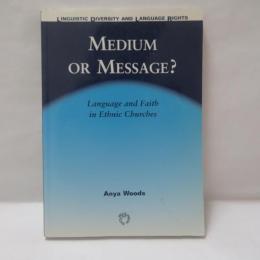 LINGUISTIC DIVERSITY AND LANGUAGE RIGHTS
MEDIUM
OR MESSAGE?
Language and Faith
in Ethnic Churches
Anya Woods